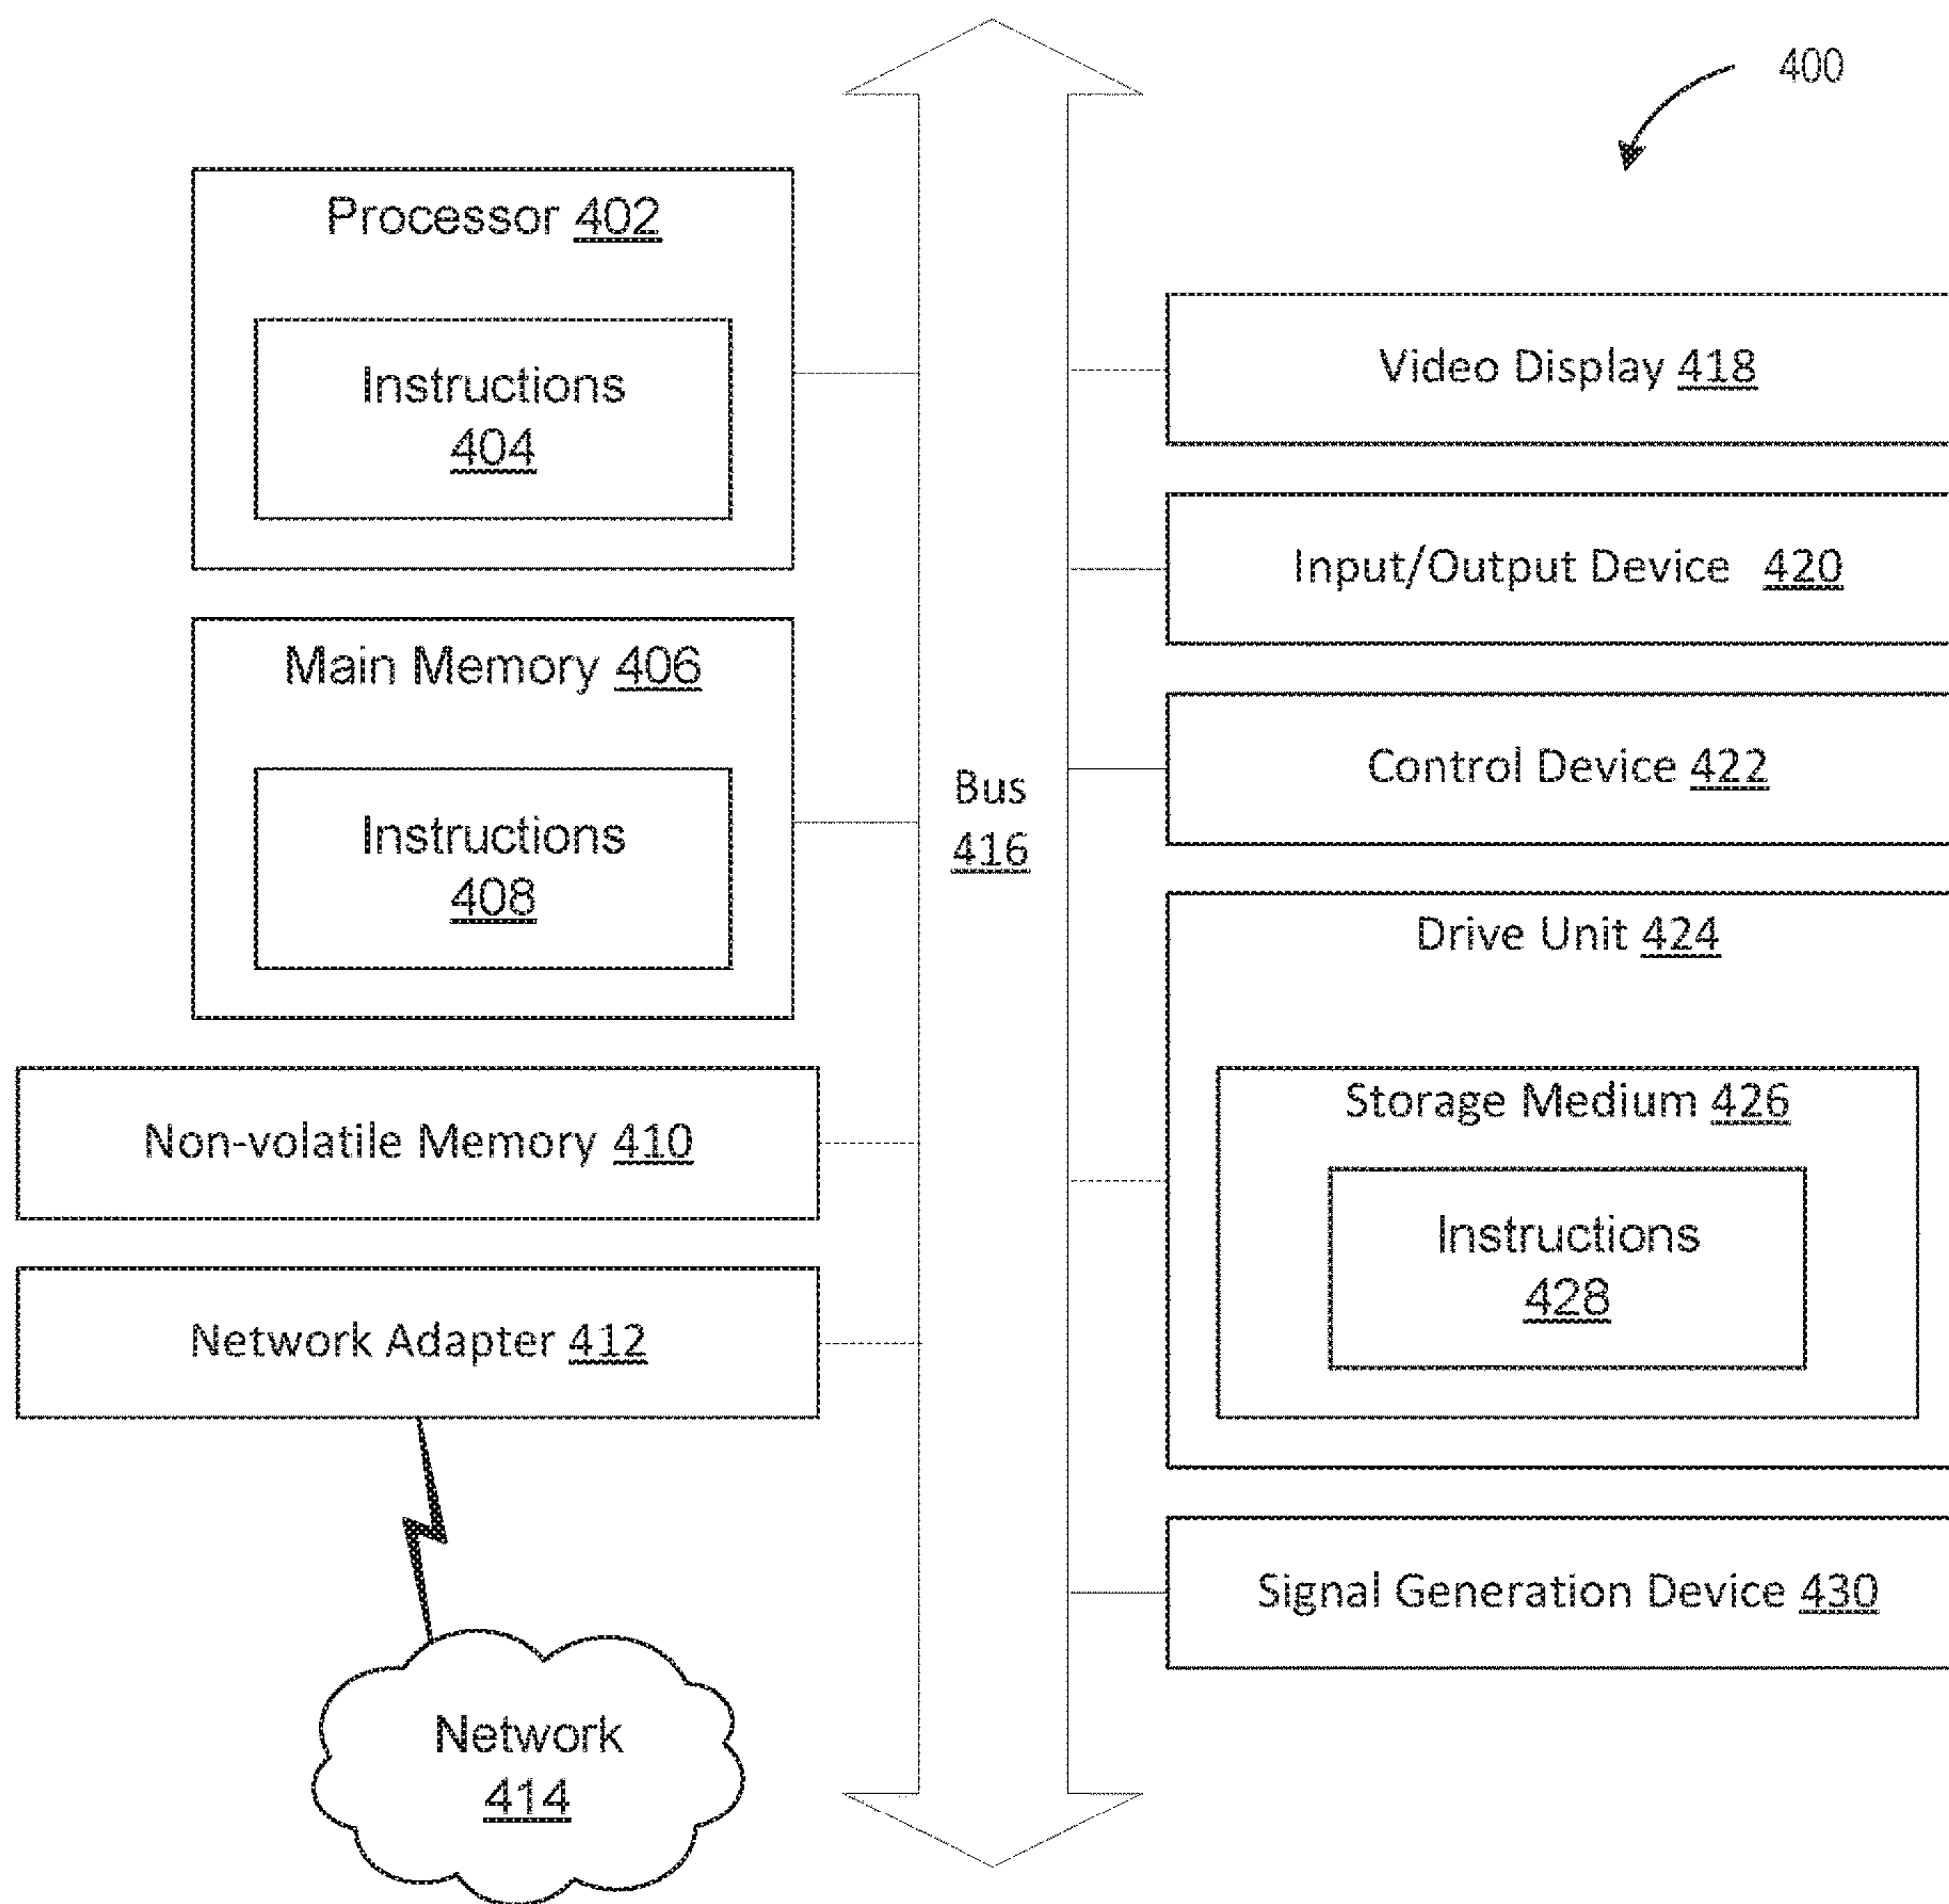 400
Processor 402
Instructions
404
Main Memory 406
Instructions
408
Non-volatile Memory 410
Network Adapter 412
Network
414
Bus
416
Video Display 418
Input/Output Device 420
Control Device 422
Drive Unit 424
Storage Medium 426
Instructions
428
Signal Generation Device 430